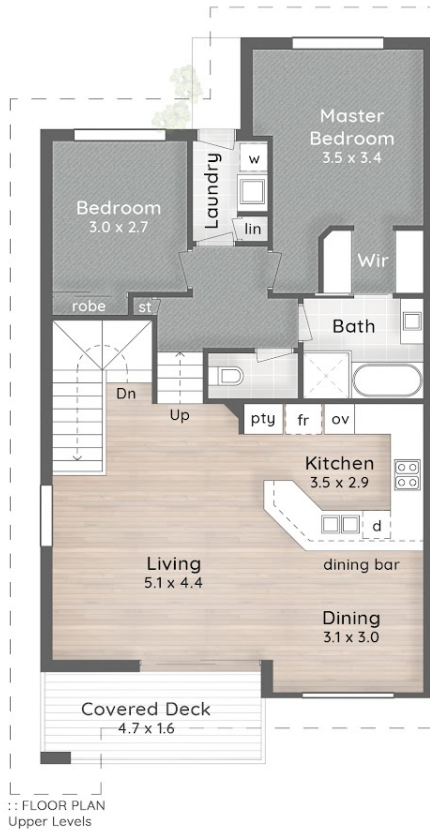 Master
Bedroom
3.5 x 3.4
Laundry
w
lin
Bedroom
3.0 x 2.7
Wir
robe
st
Bath
Dn
Up
pty
fr
ov
Kitchen
3.5 x 2.9
d
dining bar
Living
5.1 x 4.4
Dining
3.1 x 3.0
Covered Deck
4.7 x 1.6
:: FLOOR PLAN
Upper Levels